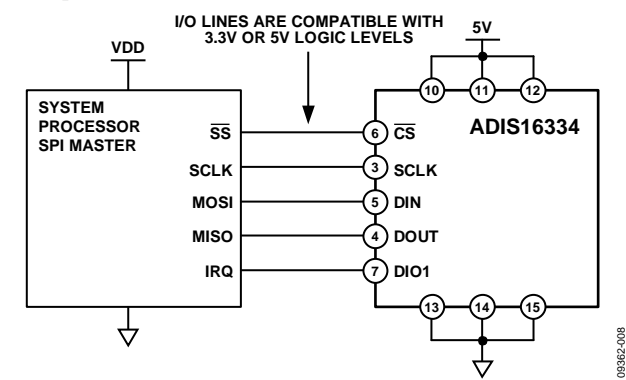 I/O LINES ARE COMPATIBLE WITH
3.3V OR 5V LOGIC LEVELS
5V
VDD
10 11 12
SYSTEM
PROCESSOR
SPI MASTER
ADIS16334
SS 6 CS
SCLK 3 SCLK
MOSI 5 DIN
MISO 4 DOUT
IRQ 7 DIO1
13 14 15
09362-008